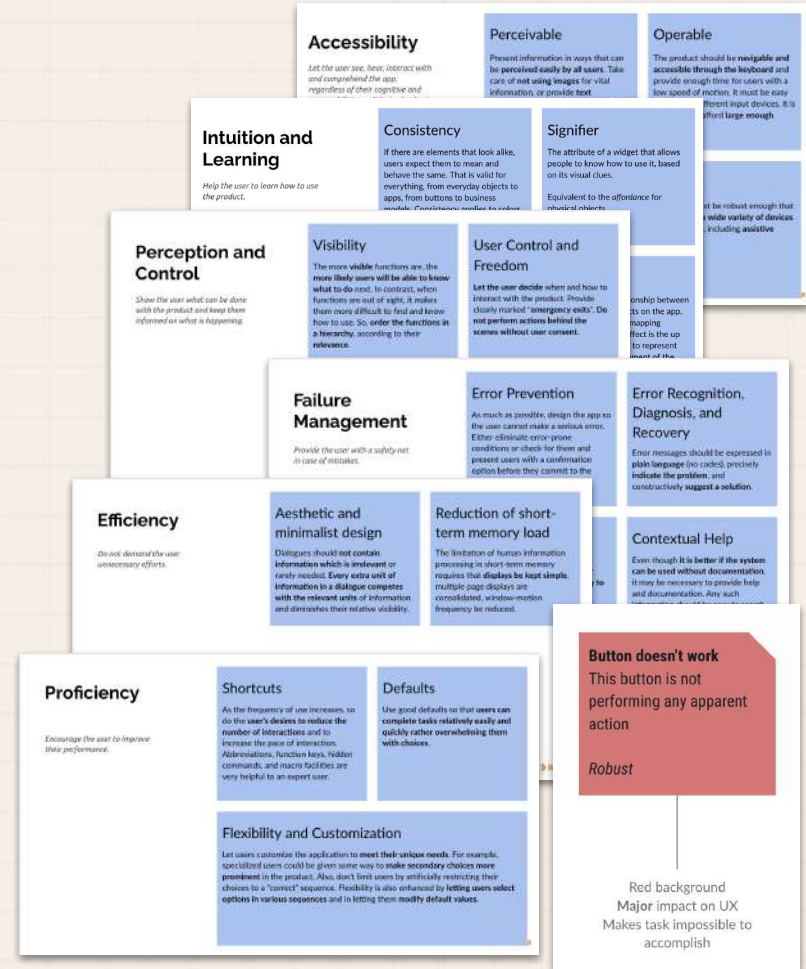 Accessibility
Let the user see, hear, interact with
and comprehend the app,
regardless of their cognitive and
Perceivable
Present information in ways that can
be perceived easily by all users. Take
care of not using images for vital
information, or provide text
Operable
The product should be navigable and
accessible through the keyboard and
provide enough time for users with a
low speed of motion. It must be easy
ferent input devices. It is
afford large enough
st be robust enough that
a wide variety of devices
, including assistive
Intuition and
Learning
Help the user to learn how to use
the product.
Consistency
If there are elements that look alike,
users expect them to mean and
behave the same. That is valid for
everything, from everyday objects to
apps, from buttons to business
models. Consistency applies to colors
Signifier
The attribute of a widget that allows
people to know how to use it, based
on its visual clues.
Equivalent to the affordance for
physical objects
onship between
cts on the app.
mapping
ffect is the up
to represent
ment of the
Perception and
Control
Show the user what can be done
with the product and keep them
informed on what is happening.
Visibility
The more visible functions are, the
more likely users will be able to know
what to do next. In contrast, when
functions are out of sight, it makes
them more difficult to find and know
how to use. So, order the functions in
a hierarchy, according to their
relevance.
User Control and
Freedom
Let the user decide when and how to
interact with the product. Provide
clearly marked "emergency exits". Do
not perform actions behind the
scenes without user consent.
Failure
Management
Provide the user with a safety net
in case of mistakes.
Error Prevention
As much as possible, design the app so
the user cannot make a serious error.
Either eliminate error-prone
conditions or check for them and
present users with a confirmation
option before they commit to the
Error Recognition,
Diagnosis, and
Recovery
Error messages should be expressed in
plain language (no codes), precisely
indicate the problem, and
constructively suggest a solution.
y to
Contextual Help
Even though it is better if the system
can be used without documentation,
it may be necessary to provide help
and documentation. Any such
Efficiency
Do not demand the user
unnecessary efforts.
Aesthetic and
minimalist design
Dialogues should not contain
information which is irrelevant or
rarely needed. Every extra unit of
information in a dialogue competes
with the relevant units of information
and diminishes their relative visibility.
Reduction of short-
term memory load
The limitation of human information
processing in short-term memory
requires that displays be kept simple,
multiple page displays are
consolidated, window-motion
frequency be reduced.
Proficiency
Encourage the user to improve
their performance.
Shortcuts
As the frequency of use increases, so
do the user's desires to reduce the
number of interactions and to
increase the pace of interaction.
Abbreviations, function keys, hidden
commands, and macro facilities are
very helpful to an expert user.
Defaults
Use good defaults so that users can
complete tasks relatively easily and
quickly rather overwhelming them
with choices.
Flexibility and Customization
Let users customize the application to meet their unique needs. For example,
specialized users could be given some way to make secondary choices more
prominent in the product. Also, don't limit users by artificially restricting their
choices to a "correct" sequence. Flexibility is also enhanced by letting users select
options in various sequences and in letting them modify default values.
Button doesn't work
This button is not
performing any apparent
action
Robust
Red background
Major impact on UX
Makes task impossible to
accomplish